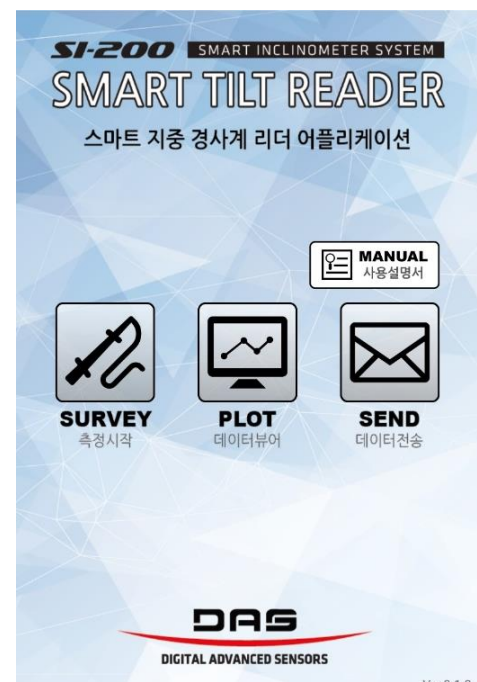 SI-200 SMART INCLINOMETER SYSTEM
SMART TILT READER
스마트 지중 경사계 리더 어플리케이션
MANUAL
사용설명서
SURVEY
측정시작
PLOT
데이터뷰어
SEND
데이터전송
DAS
DIGITAL ADVANCED SENSORS